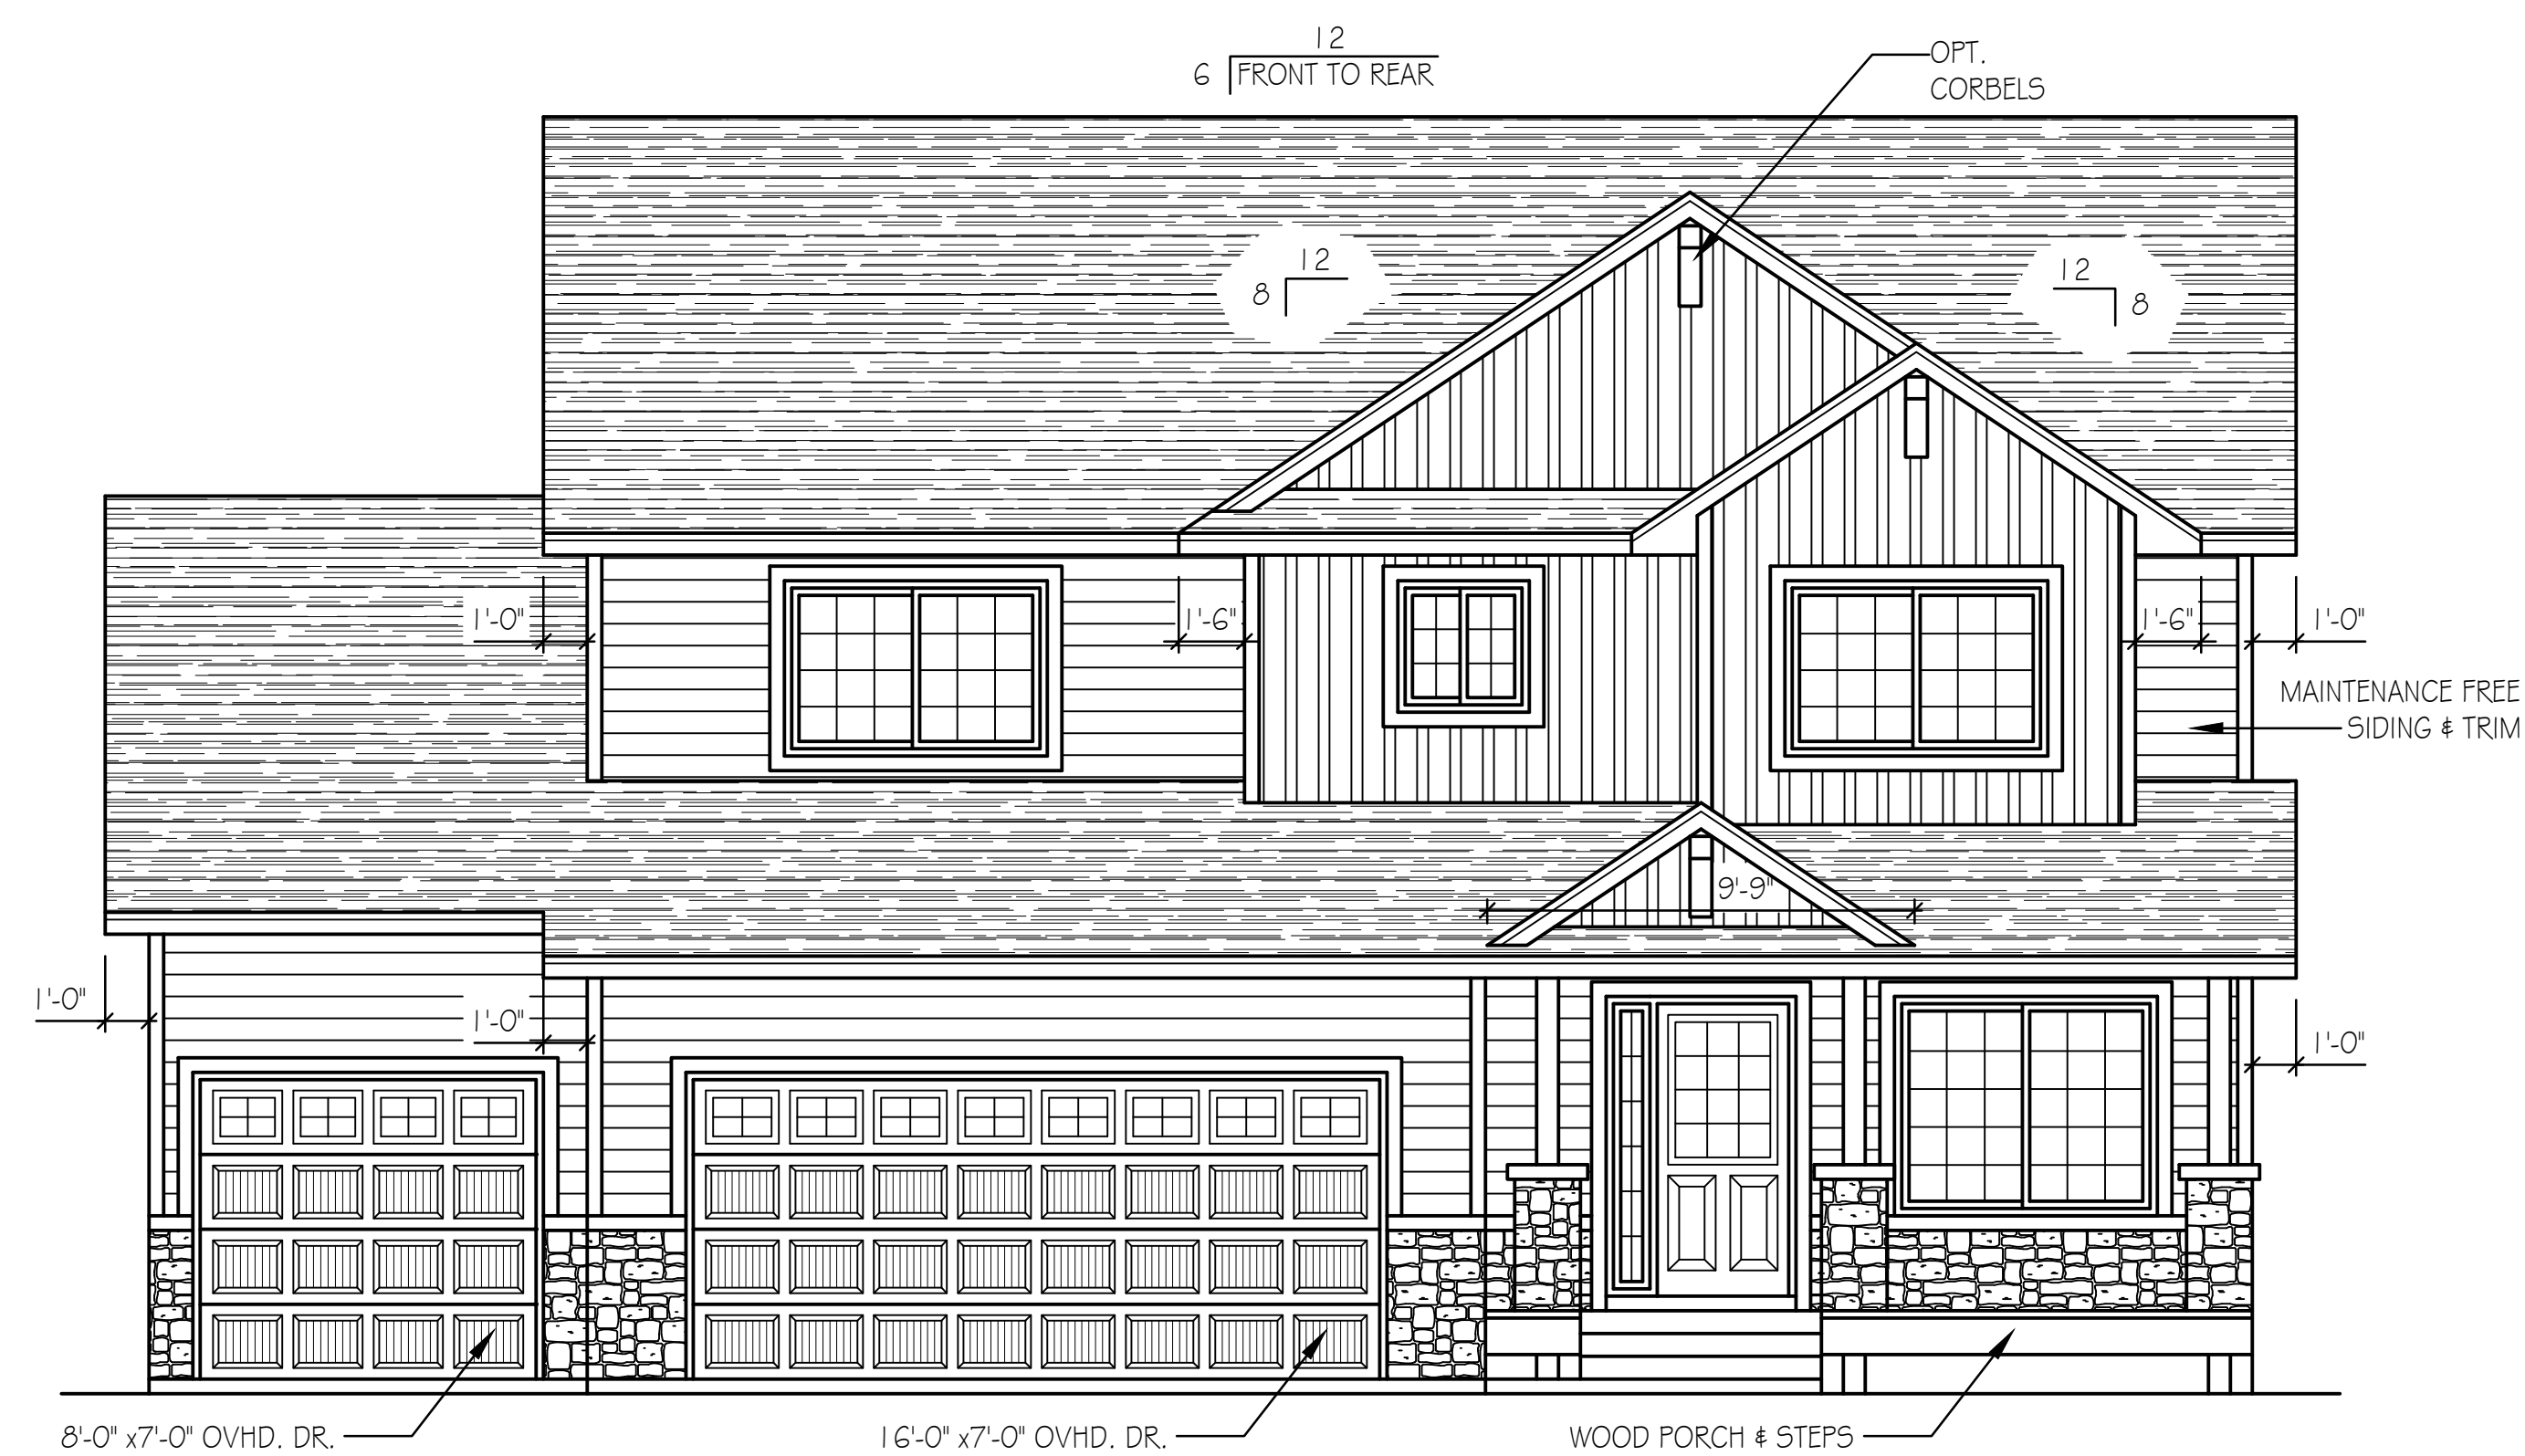 12
6 FRONT TO REAR
OPT.
CORBELS
12
8
12
8
1'-0"
1'-6"
1'-6"
1'-0"
MAINTENANCE FREE
SIDING & TRIM
9'-9"
1'-0"
1'-0"
1'-0"
8'-0" x7'-0" OVHD. DR.
16'-0" x7'-0" OVHD. DR.
WOOD PORCH & STEPS